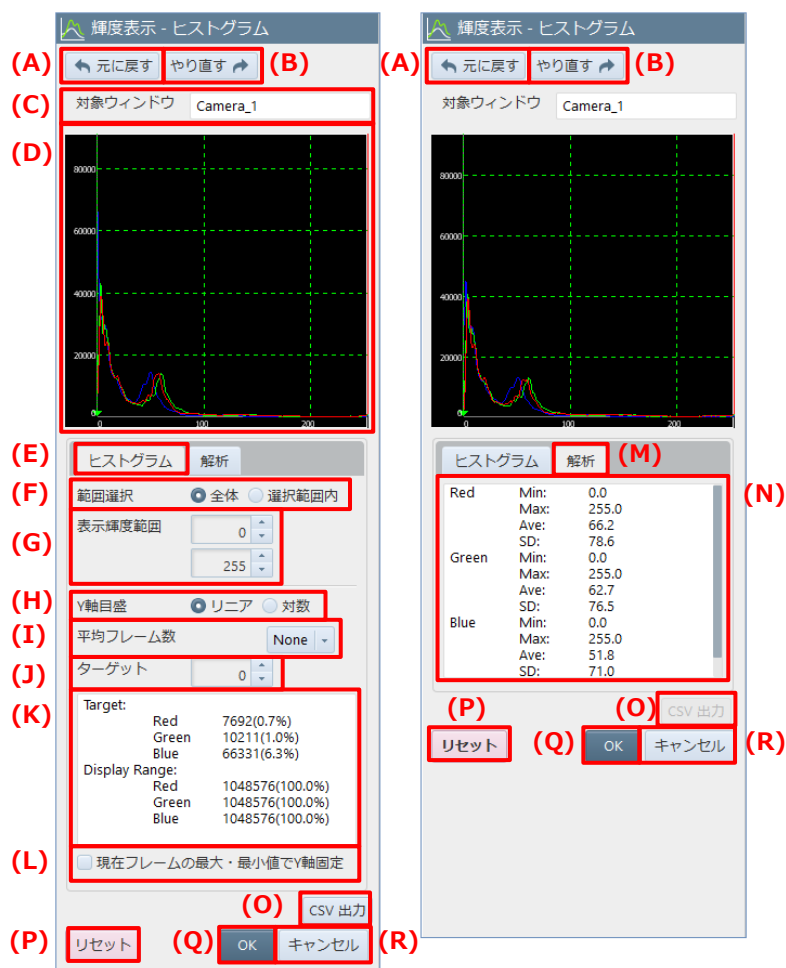 輝度表示 - ヒストグラム
(A) 元に戻す やり直す (B)
(C) 対象ウィンドウ Camera_1
(D)
80000
60000
40000
20000
0
0 100 200
(E) ヒストグラム 解析
(F) 範囲選択 全体 選択範囲内
(G) 表示輝度範囲 0
255
(H) Y軸目盛 リニア 対数
(I) 平均フレーム数 None
(J) ターゲット 0
(K) Target:
Red 7692(0.7%)
Green 10211(1.0%)
Blue 66331(6.3%)
Display Range:
Red 1048576(100.0%)
Green 1048576(100.0%)
Blue 1048576(100.0%)
(L) 現在フレームの最大・最小値でY軸固定
(O) CSV 出力
(P) リセット (Q) OK キャンセル (R)
輝度表示 - ヒストグラム
(A) 元に戻す やり直す (B)
対象ウィンドウ Camera_1
80000
60000
40000
20000
0
0 100 200
ヒストグラム 解析 (M)
(N)
Red Min: 0.0
Max: 255.0
Ave: 66.2
SD: 78.6
Green Min: 0.0
Max: 255.0
Ave: 62.7
SD: 76.5
Blue Min: 0.0
Max: 255.0
Ave: 51.8
SD: 71.0
(P) (O) CSV 出力
リセット (Q) OK キャンセル (R)